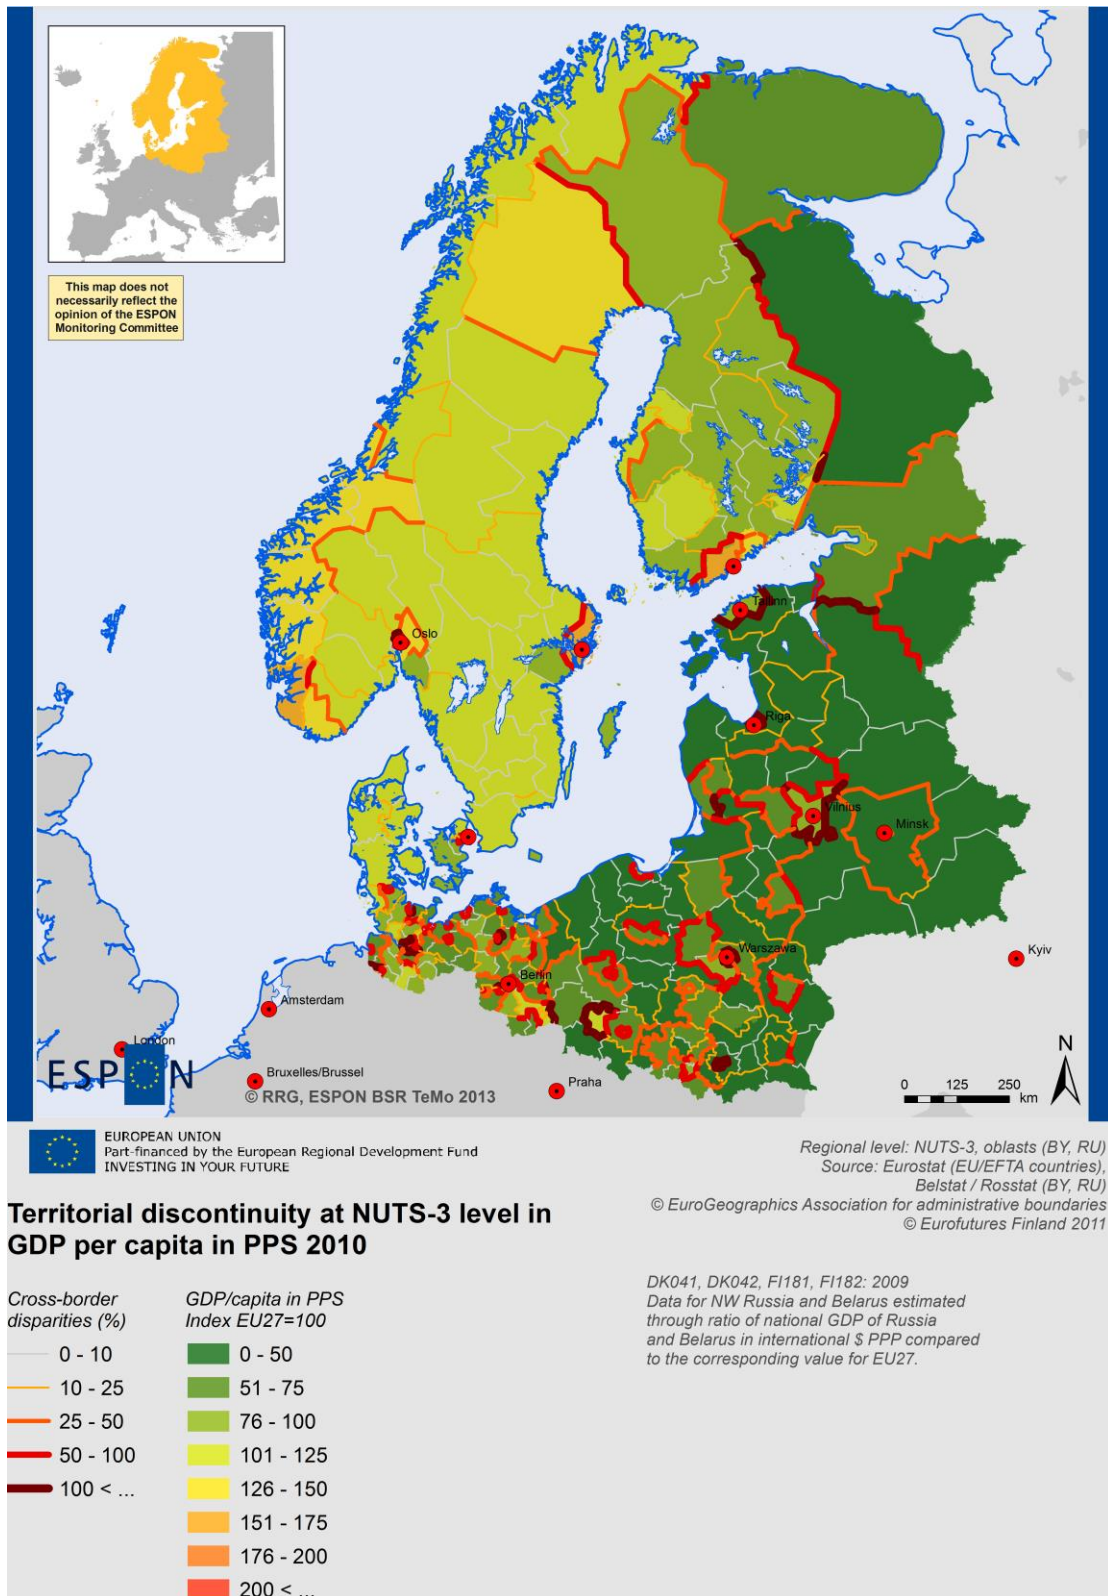 This map does not
necessarily reflect the
opinion of the ESPON
Monitoring Committee
Oslo
Tallinn
Riga
Vilnius
Minsk
Warszawa
Berlin
Kyiv
Amsterdam
London
Bruxelles/Brussel
Praha
ESPON
© RRG, ESPON BSR TeMo 2013
N
0 125 250
km
EUROPEAN UNION
Part-financed by the European Regional Development Fund
INVESTING IN YOUR FUTURE
Regional level: NUTS-3, oblasts (BY, RU)
Source: Eurostat (EU/EFTA countries),
Belstat / Rosstat (BY, RU)
© EuroGeographics Association for administrative boundaries
© Eurofutures Finland 2011
Territorial discontinuity at NUTS-3 level in
GDP per capita in PPS 2010
DK041, DK042, FI181, FI182: 2009
Data for NW Russia and Belarus estimated
through ratio of national GDP of Russia
and Belarus in international $ PPP compared
to the corresponding value for EU27.
Cross-border
disparities (%)
0 - 10
10 - 25
25 - 50
50 - 100
100 < ...
GDP/capita in PPS
Index EU27=100
0 - 50
51 - 75
76 - 100
101 - 125
126 - 150
151 - 175
176 - 200
200 < ...